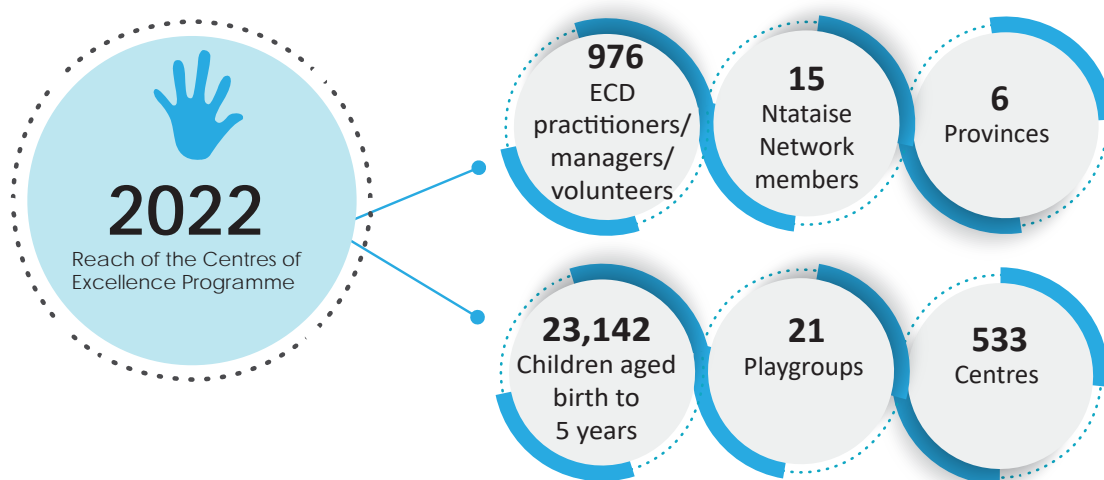 2022
Reach of the Centres of
Excellence Programme
976
ECD
practitioners/
managers/
volunteers
15
Ntataise
Network
members
6
Provinces
23,142
Children aged
birth to
5 years
21
Playgroups
533
Centres